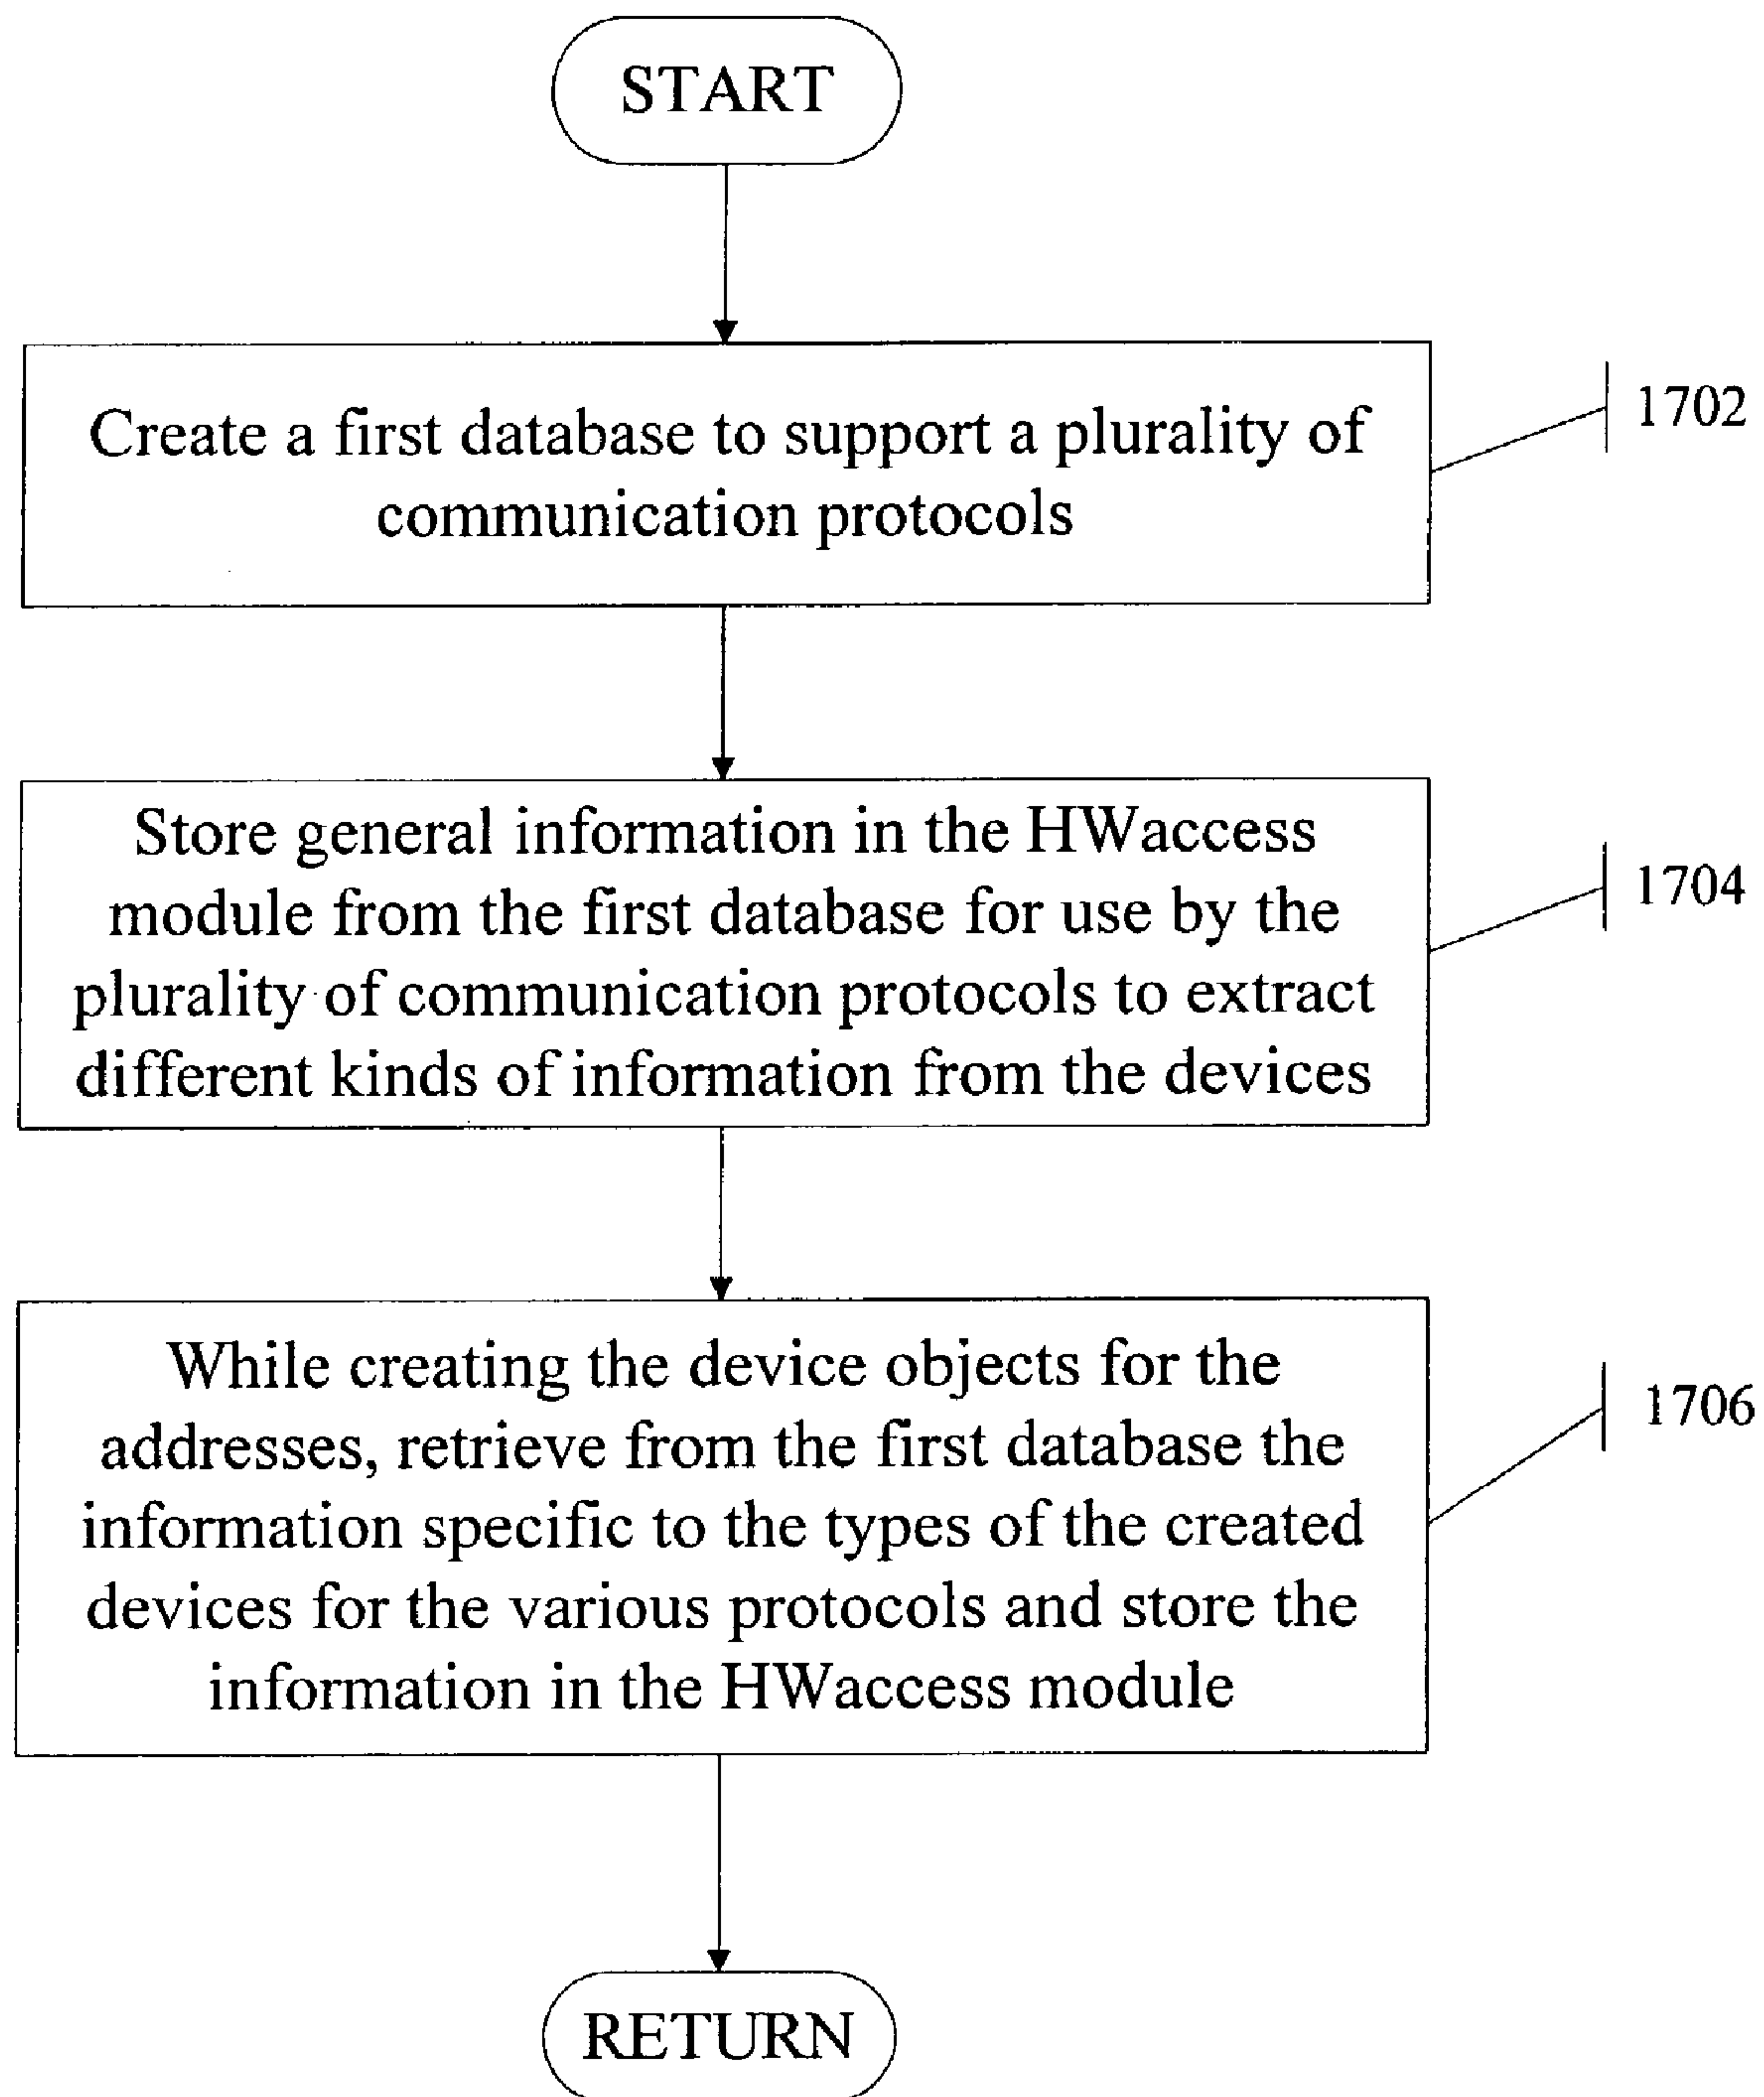 START
Create a first database to support a plurality of
communication protocols
1702
Store general information in the HWaccess
module from the first database for use by the
plurality of communication protocols to extract
different kinds of information from the devices
1704
While creating the device objects for the
addresses, retrieve from the first database the
information specific to the types of the created
devices for the various protocols and store the
information in the HWaccess module
1706
RETURN